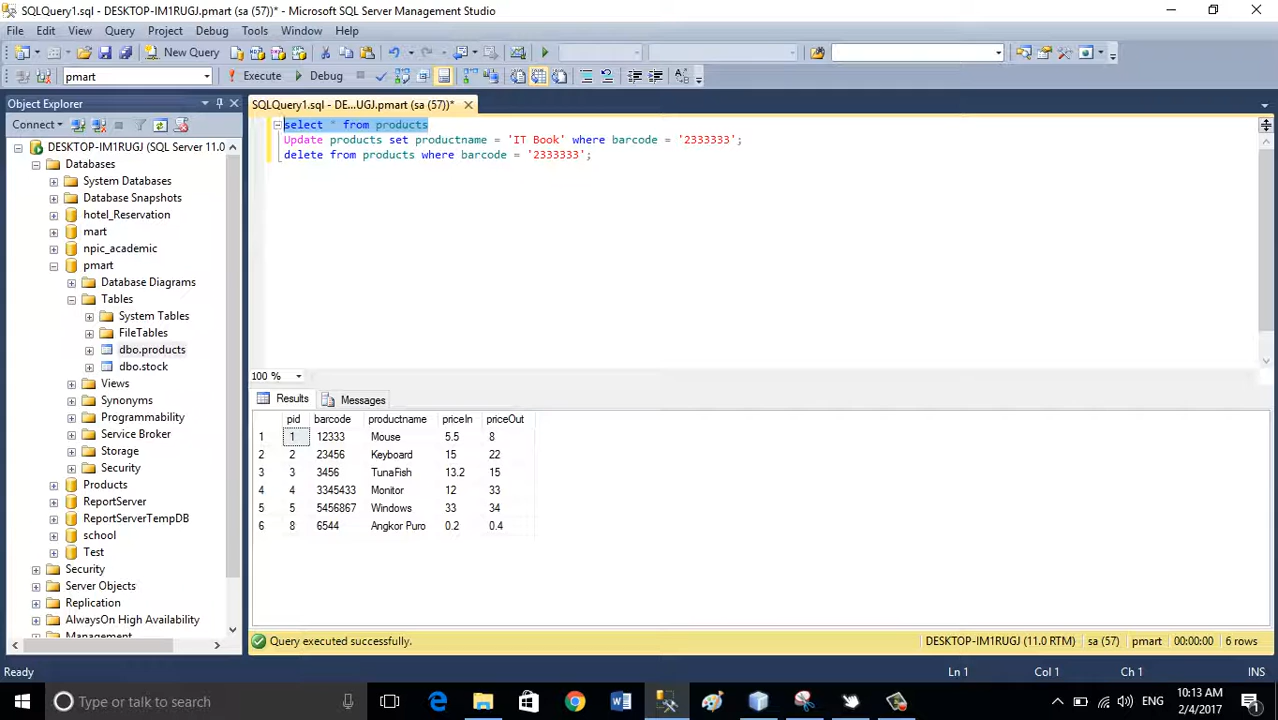 SQLQuery1.sql - DESKTOP-IM1RUGJ.pmart (sa (57))* - Microsoft SQL Server Management Studio
File Edit View Query Project Debug Tools Window Help
New Query
pmart Execute Debug
Object Explorer
SQLQuery1.sql - DE...UGJ.pmart (sa (57))*
Connect
DESKTOP-IM1RUGJ (SQL Server 11.0
Databases
System Databases
Database Snapshots
hotel_Reservation
mart
npic_academic
pmart
Database Diagrams
Tables
System Tables
FileTables
dbo.products
dbo.stock
Views
Synonyms
Programmability
Service Broker
Storage
Security
Products
ReportServer
ReportServerTempDB
school
Test
Security
Server Objects
Replication
AlwaysOn High Availability
Management
select * from products
Update products set productname = 'IT Book' where barcode = '2333333';
delete from products where barcode = '2333333';
100 %
Results Messages
pid barcode productname priceIn priceOut
1 1 12333 Mouse 5.5 8
2 2 23456 Keyboard 15 22
3 3 3456 TunaFish 13.2 15
4 4 3345433 Monitor 12 33
5 5 5456867 Windows 33 34
6 8 6544 Angkor Puro 0.2 0.4
Query executed successfully. DESKTOP-IM1RUGJ (11.0 RTM) sa (57) pmart 00:00:00 6 rows
Ready Ln 1 Col 1 Ch 1 INS
Type or talk to search
ENG
10:13 AM
2/4/2017
1